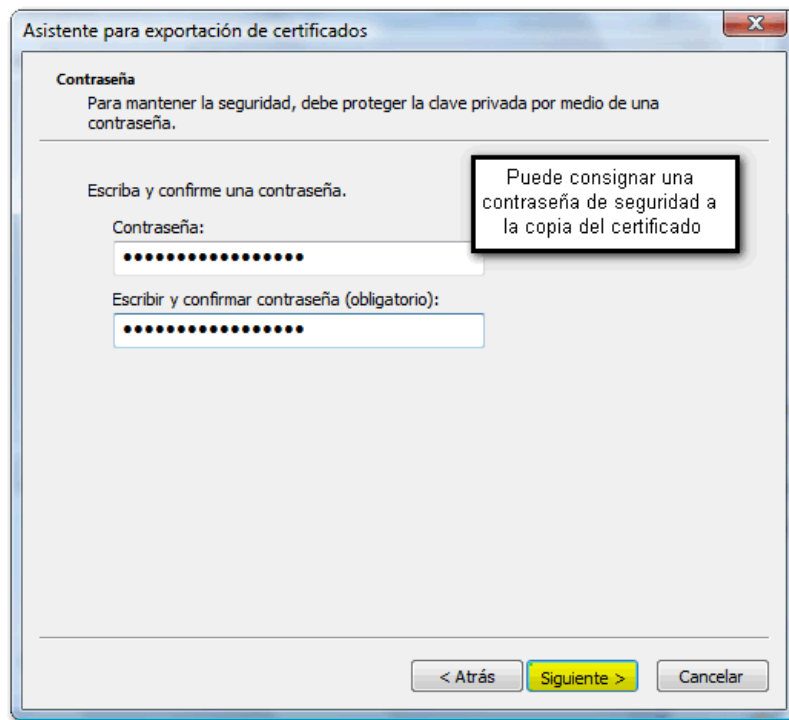 Asistente para exportación de certificados
Contraseña
Para mantener la seguridad, debe proteger la clave privada por medio de una
contraseña.
Puede consignar una
contraseña de seguridad a
la copia del certificado
Escriba y confirme una contraseña.
Contraseña:
●●●●●●●●●●●●●●●●●
Escribir y confirmar contraseña (obligatorio):
●●●●●●●●●●●●●●●●●
< Atrás
Siguiente >
Cancelar